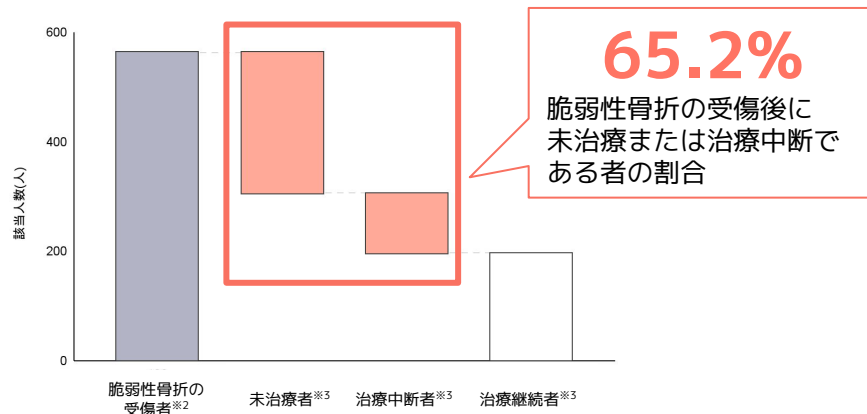 600
400
200
0
該当人数(人)
65.2%
脆弱性骨折の受傷後に
未治療または治療中断で
ある者の割合
脆弱性骨折の
受傷者※2
未治療者※3
治療中断者※3
治療継続者※3